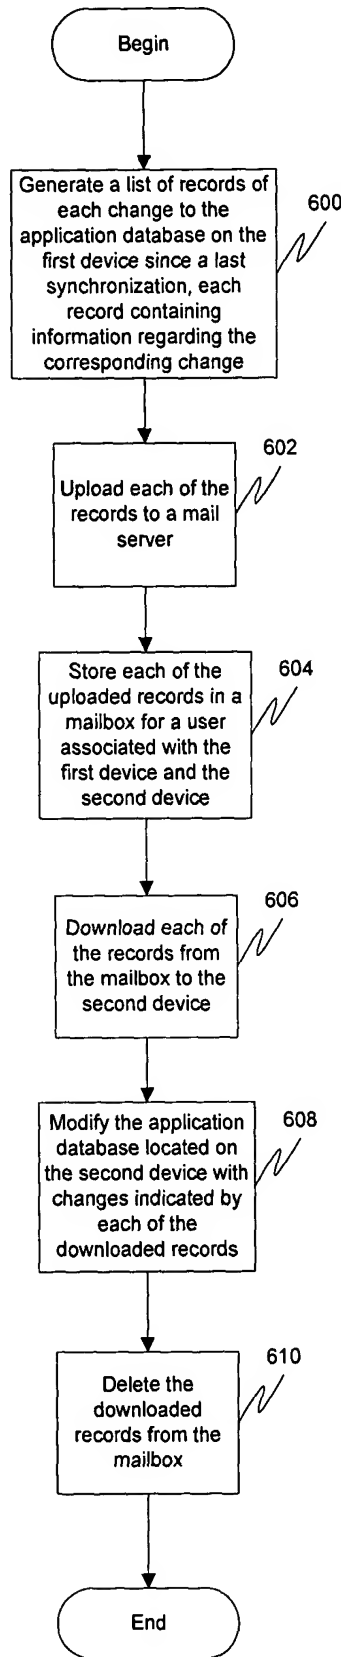 Begin
Generate a list of records of
each change to the
application database on the
first device since a last
synchronization, each
record containing
information regarding the
corresponding change
600
Upload each of the
records to a mail
server
602
Store each of the
uploaded records in a
mailbox for a user
associated with the
first device and the
second device
604
Download each of
the records from
the mailbox to the
second device
606
Modify the application
database located on
the second device with
changes indicated by
each of the
downloaded records
608
Delete the
downloaded
records from the
mailbox
610
End